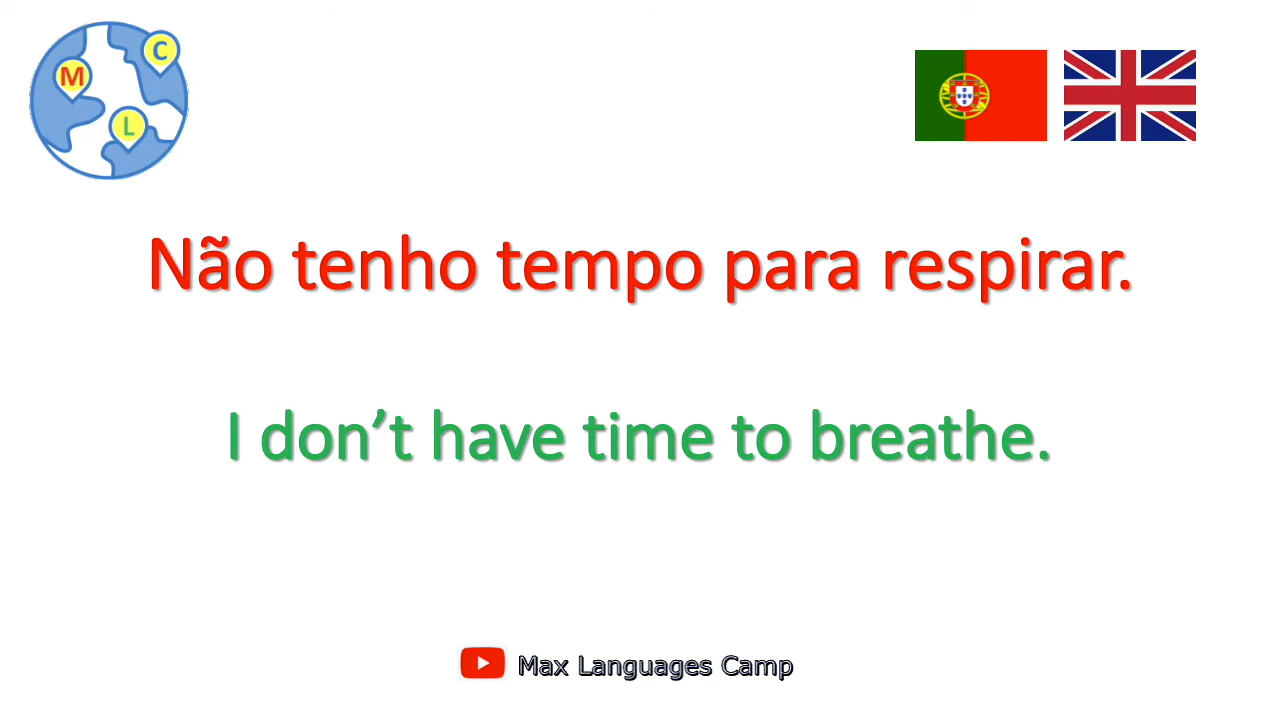 M
C
L
Não tenho tempo para respirar.
I don’t have time to breathe.
Max Languages Camp